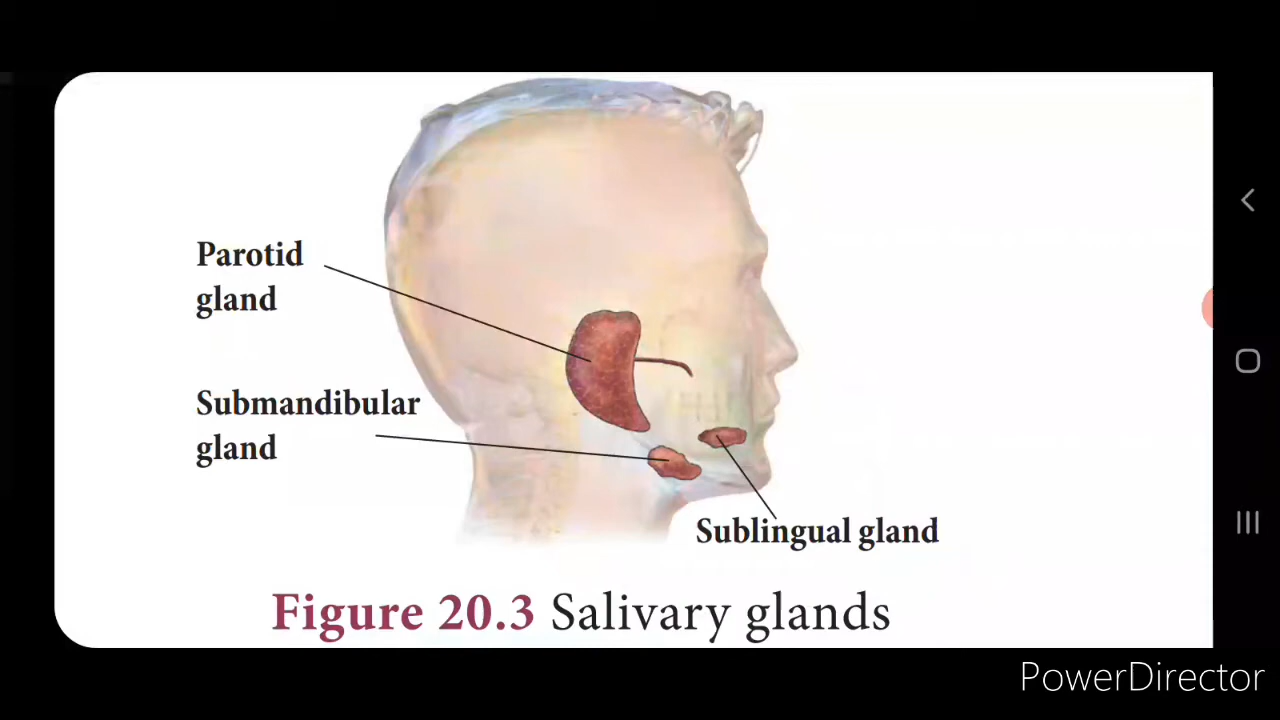 Parotid
gland
Submandibular
gland
Sublingual gland
Figure 20.3 Salivary glands
PowerDirector